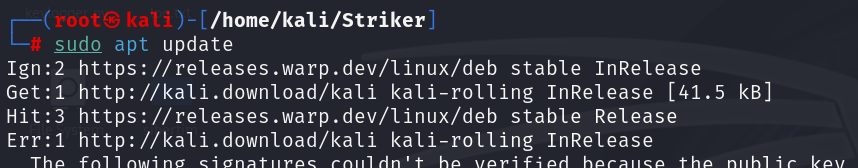 ┌──(root㉿kali)-[/home/kali/Striker]
└─# sudo apt update
Ign:2 https://releases.warp.dev/linux/deb stable InRelease
Get:1 http://kali.download/kali kali-rolling InRelease [41.5 kB]
Hit:3 https://releases.warp.dev/linux/deb stable Release
Err:1 http://kali.download/kali kali-rolling InRelease
  The following signatures couldn't be verified because the public key